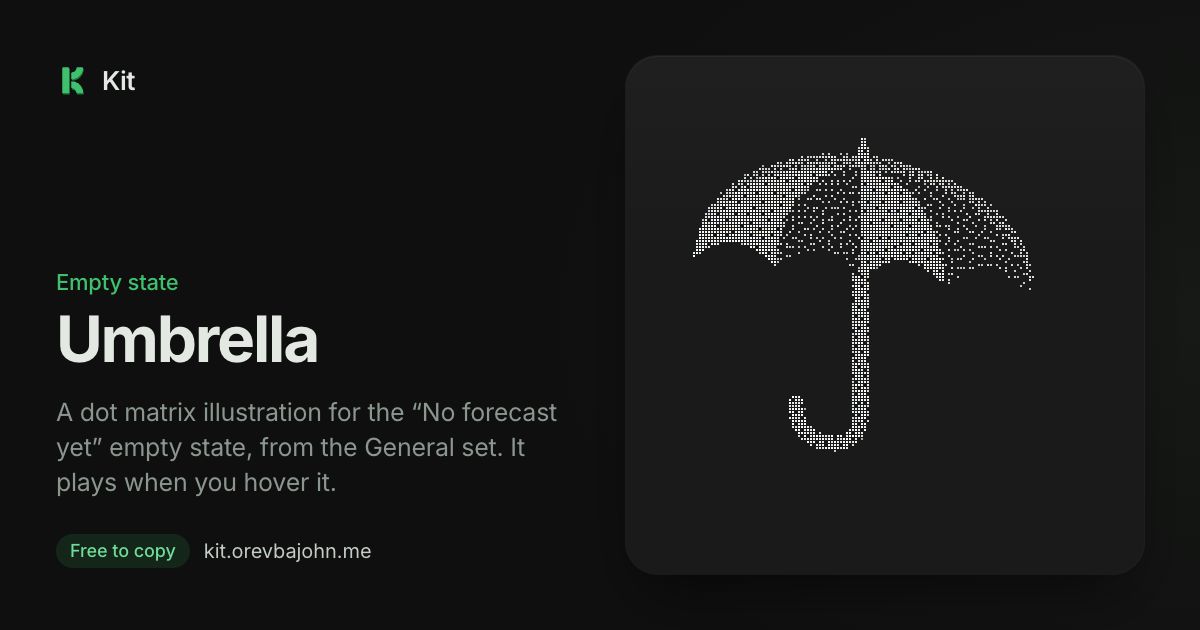 Kit
Empty state
Umbrella
A dot matrix illustration for the “No forecast
yet” empty state, from the General set. It
plays when you hover it.
Free to copy
kit.orevbajohn.me